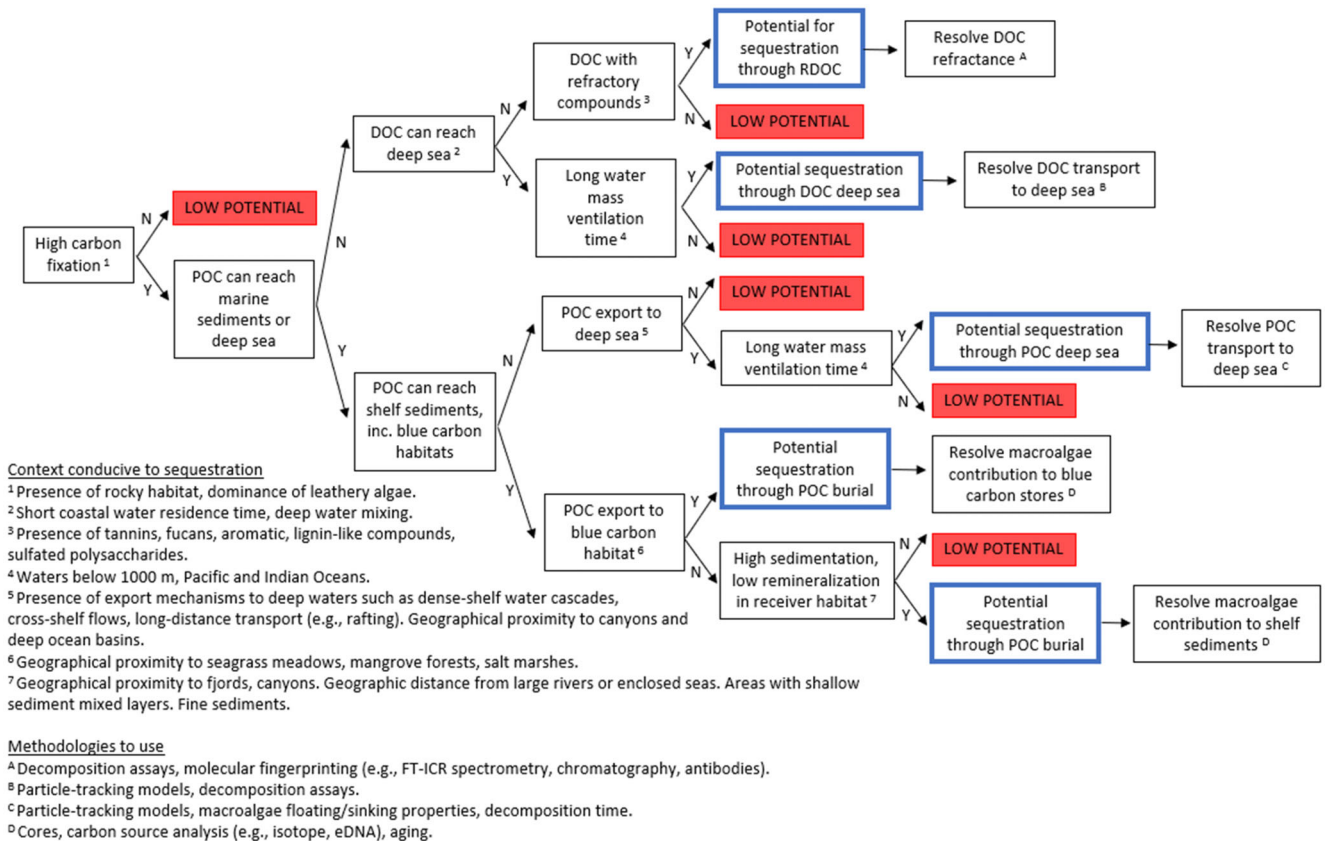 High carbon
fixation ¹
N
Y
LOW POTENTIAL
POC can reach
marine
sediments or
deep sea
N
Y
DOC can reach
deep sea ²
N
Y
DOC with
refractory
compounds ³
Y
N
Potential for
sequestration
through RDOC
Resolve DOC
refractance ᴬ
LOW POTENTIAL
Long water
mass
ventilation
time ⁴
Y
N
Potential sequestration
through DOC deep sea
Resolve DOC transport
to deep sea ᴮ
LOW POTENTIAL
POC can reach
shelf sediments,
inc. blue carbon
habitats
N
Y
POC export to
deep sea ⁵
N
Y
LOW POTENTIAL
Long water mass
ventilation time ⁴
Y
N
Potential sequestration
through POC deep sea
Resolve POC
transport to
deep sea ᶜ
LOW POTENTIAL
POC export to
blue carbon
habitat ⁶
Y
N
Potential
sequestration
through POC burial
Resolve macroalgae
contribution to blue
carbon stores ᴰ
High sedimentation,
low remineralization
in receiver habitat ⁷
N
Y
LOW POTENTIAL
Potential
sequestration
through POC burial
Resolve macroalgae
contribution to shelf
sediments ᴰ
Context conducive to sequestration
¹ Presence of rocky habitat, dominance of leathery algae.
² Short coastal water residence time, deep water mixing.
³ Presence of tannins, fucans, aromatic, lignin-like compounds,
sulfated polysaccharides.
⁴ Waters below 1000 m, Pacific and Indian Oceans.
⁵ Presence of export mechanisms to deep waters such as dense-shelf water cascades,
cross-shelf flows, long-distance transport (e.g., rafting). Geographical proximity to canyons and
deep ocean basins.
⁶ Geographical proximity to seagrass meadows, mangrove forests, salt marshes.
⁷ Geographical proximity to fjords, canyons. Geographic distance from large rivers or enclosed seas. Areas with shallow
sediment mixed layers. Fine sediments.
Methodologies to use
ᴬ Decomposition assays, molecular fingerprinting (e.g., FT-ICR spectrometry, chromatography, antibodies).
ᴮ Particle-tracking models, decomposition assays.
ᶜ Particle-tracking models, macroalgae floating/sinking properties, decomposition time.
ᴰ Cores, carbon source analysis (e.g., isotope, eDNA), aging.